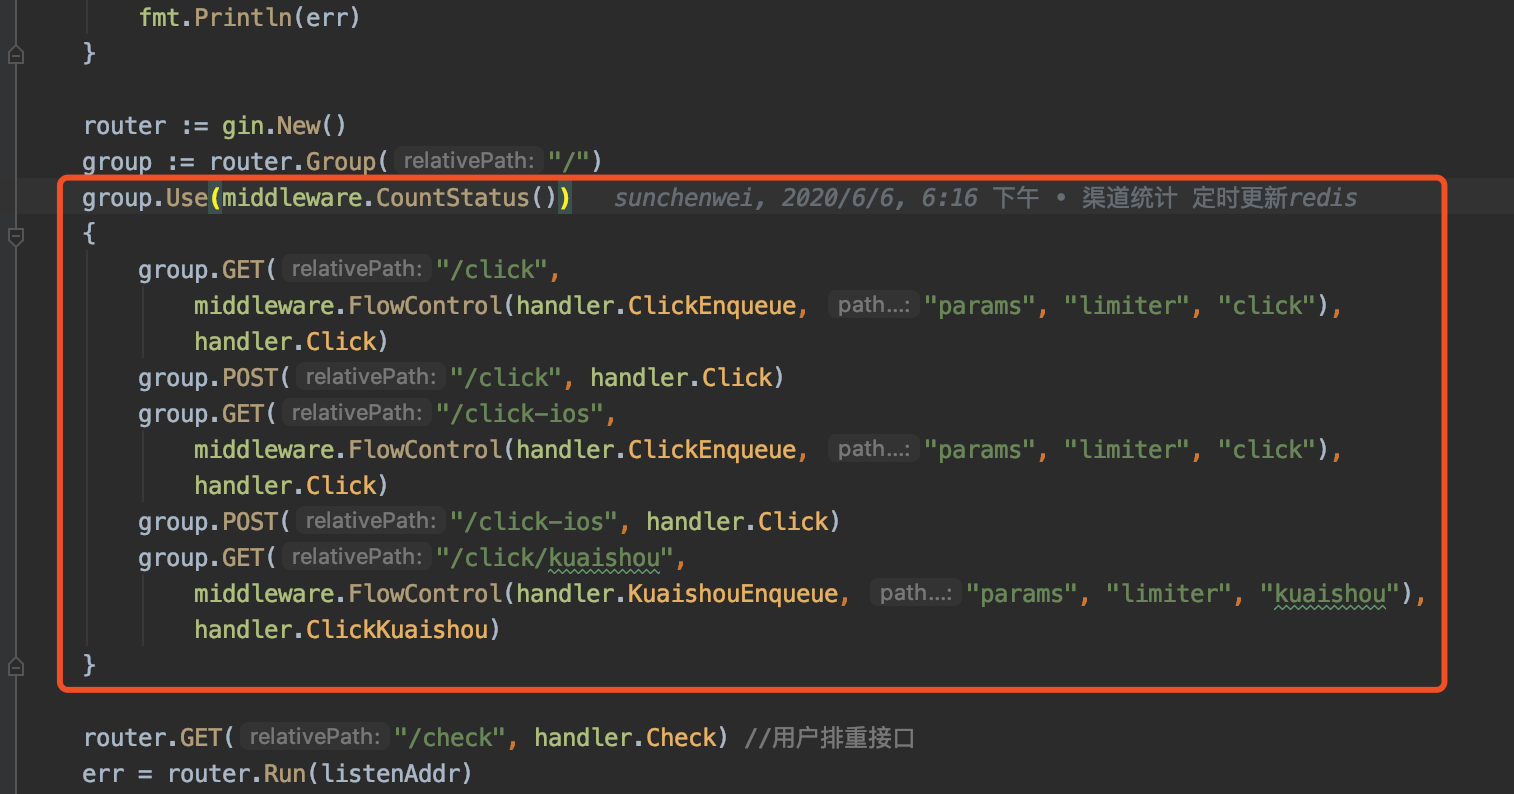 fmt.Println(err)
}
router := gin.New()
group := router.Group( relativePath: "/")
group.Use(middleware.CountStatus()) sunchenwei, 2020/6/6, 6:16 下午 • 渠道统计 定时更新redis
{
group.GET( relativePath: "/click",
middleware.FlowControl(handler.ClickEnqueue, path...: "params", "limiter", "click"),
handler.Click)
group.POST( relativePath: "/click", handler.Click)
group.GET( relativePath: "/click-ios",
middleware.FlowControl(handler.ClickEnqueue, path...: "params", "limiter", "click"),
handler.Click)
group.POST( relativePath: "/click-ios", handler.Click)
group.GET( relativePath: "/click/kuaishou",
middleware.FlowControl(handler.KuaishouEnqueue, path...: "params", "limiter", "kuaishou"),
handler.ClickKuaishou)
}
router.GET( relativePath: "/check", handler.Check) //用户排重接口
err = router.Run(listenAddr)